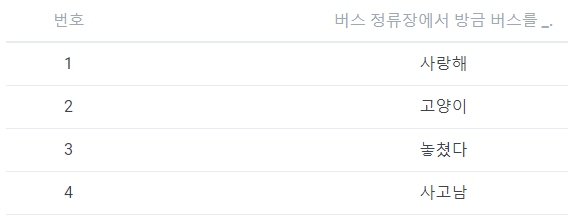 번호 버스 정류장에서 방금 버스를 _.
1 사랑해
2 고양이
3 놓쳤다
4 사고남